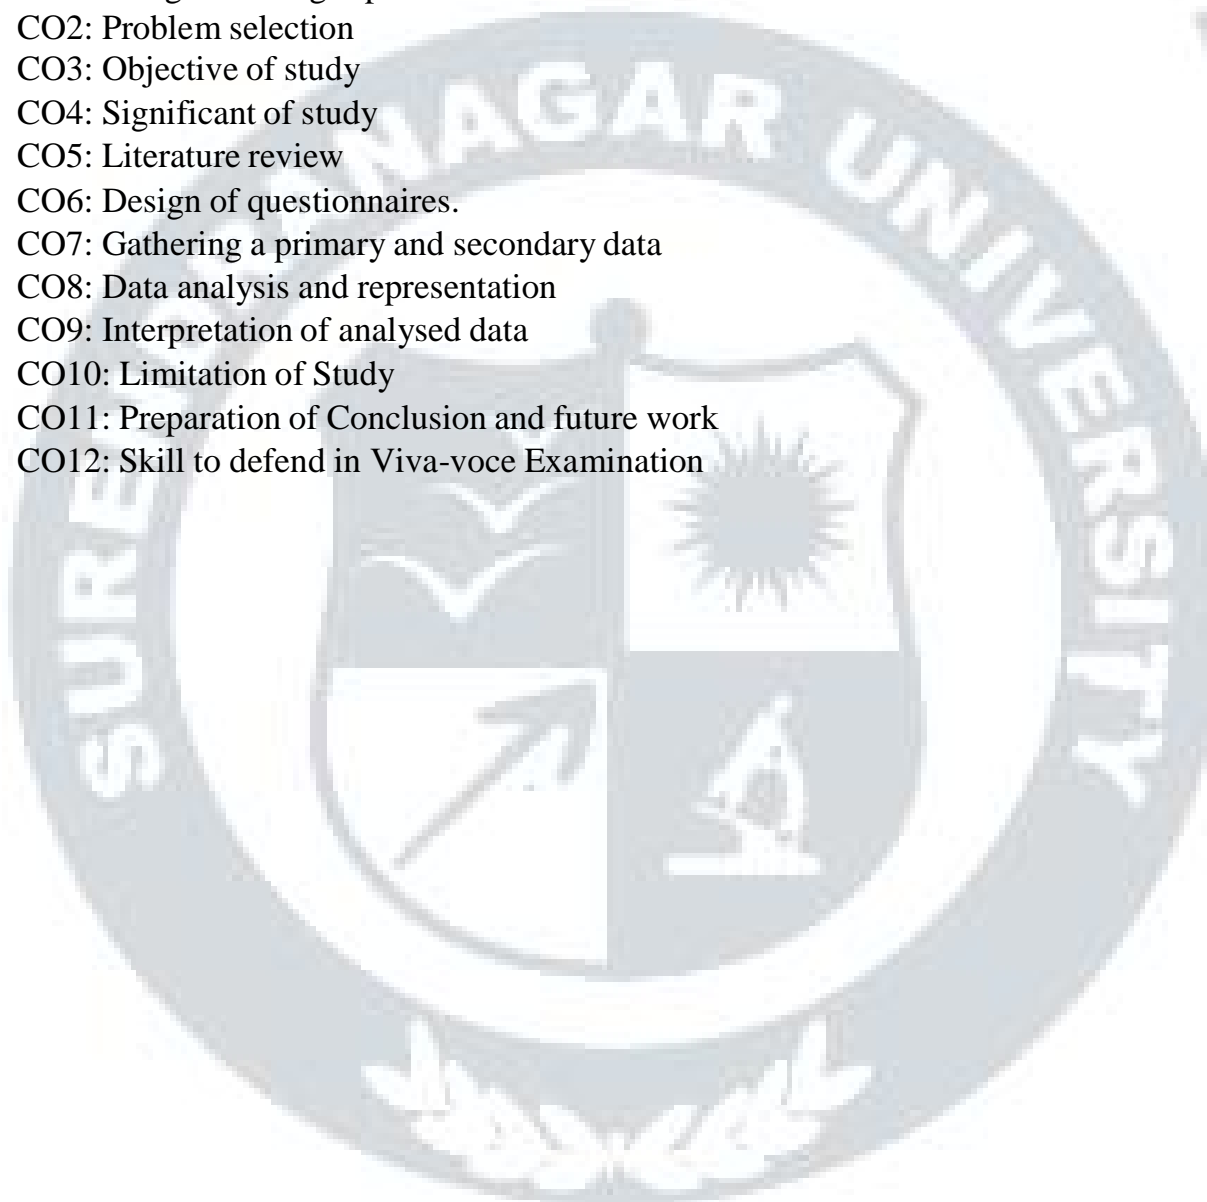 CO2: Problem selection
CO3: Objective of study
CO4: Significant of study
CO5: Literature review
CO6: Design of questionnaires.
CO7: Gathering a primary and secondary data
CO8: Data analysis and representation
CO9: Interpretation of analysed data
CO10: Limitation of Study
CO11: Preparation of Conclusion and future work
CO12: Skill to defend in Viva-voce Examination
SURENDRANAGAR UNIVERSITY